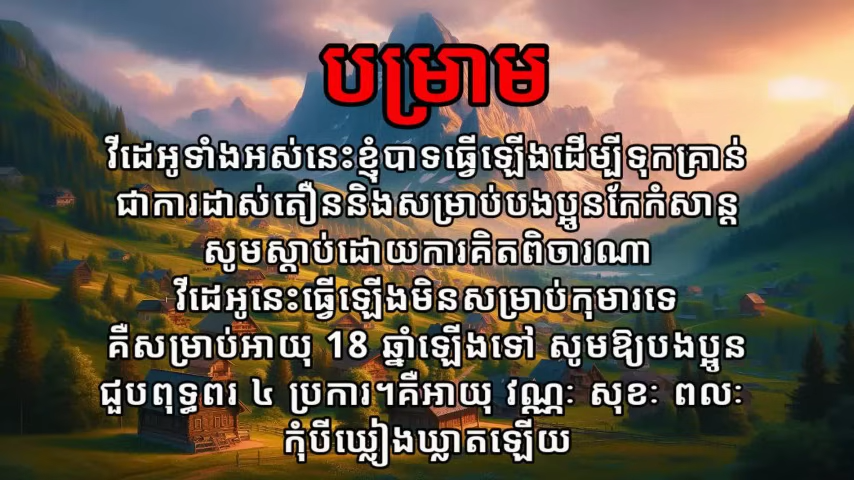 បម្រាម
វីដេអូទាំងអស់នេះខ្ញុំបាទធ្វើឡើងដើម្បីទុកគ្រាន់
ជាការដាស់តឿននិងសម្រាប់បងប្អូនកែកំសាន្ត
សូមស្តាប់ដោយការគិតពិចារណា
វីដេអូនេះធ្វើឡើងមិនសម្រាប់កុមារទេ
គឺសម្រាប់អាយុ 18 ឆ្នាំឡើងទៅ សូមឱ្យបងប្អូន
ជួបពុទ្ធពរ ៤ ប្រការ។គឺអាយុ វណ្ណៈ សុខៈ ពលៈ
កុំបីឃ្លៀងឃ្លាតឡើយ